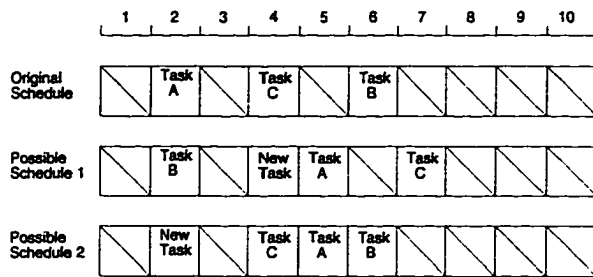 1 2 3 4 5 6 7 8 9 10
Original Schedule
Task A
Task C
Task B
Possible Schedule 1
Task B
New Task
Task A
Task C
Possible Schedule 2
New Task
Task C
Task A
Task B